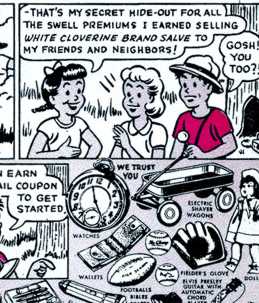 -THAT'S MY SECRET HIDE-OUT FOR ALL
THE SWELL PREMIUMS I EARNED SELLING
WHITE CLOVERINE BRAND SALVE TO
MY FRIENDS AND NEIGHBORS!
GOSH!
YOU
TOO?!
EARN
COUPON
TO GET
STARTED
WE TRUST
YOU
WATCHES
ELECTRIC
SHAVER
WAGONS
WALLETS
FOOTBALLS
BIBLES
FIELDER'S GLOVE
ELVIS PRESLEY
GUITAR WITH
AUTOMATIC
CHORD